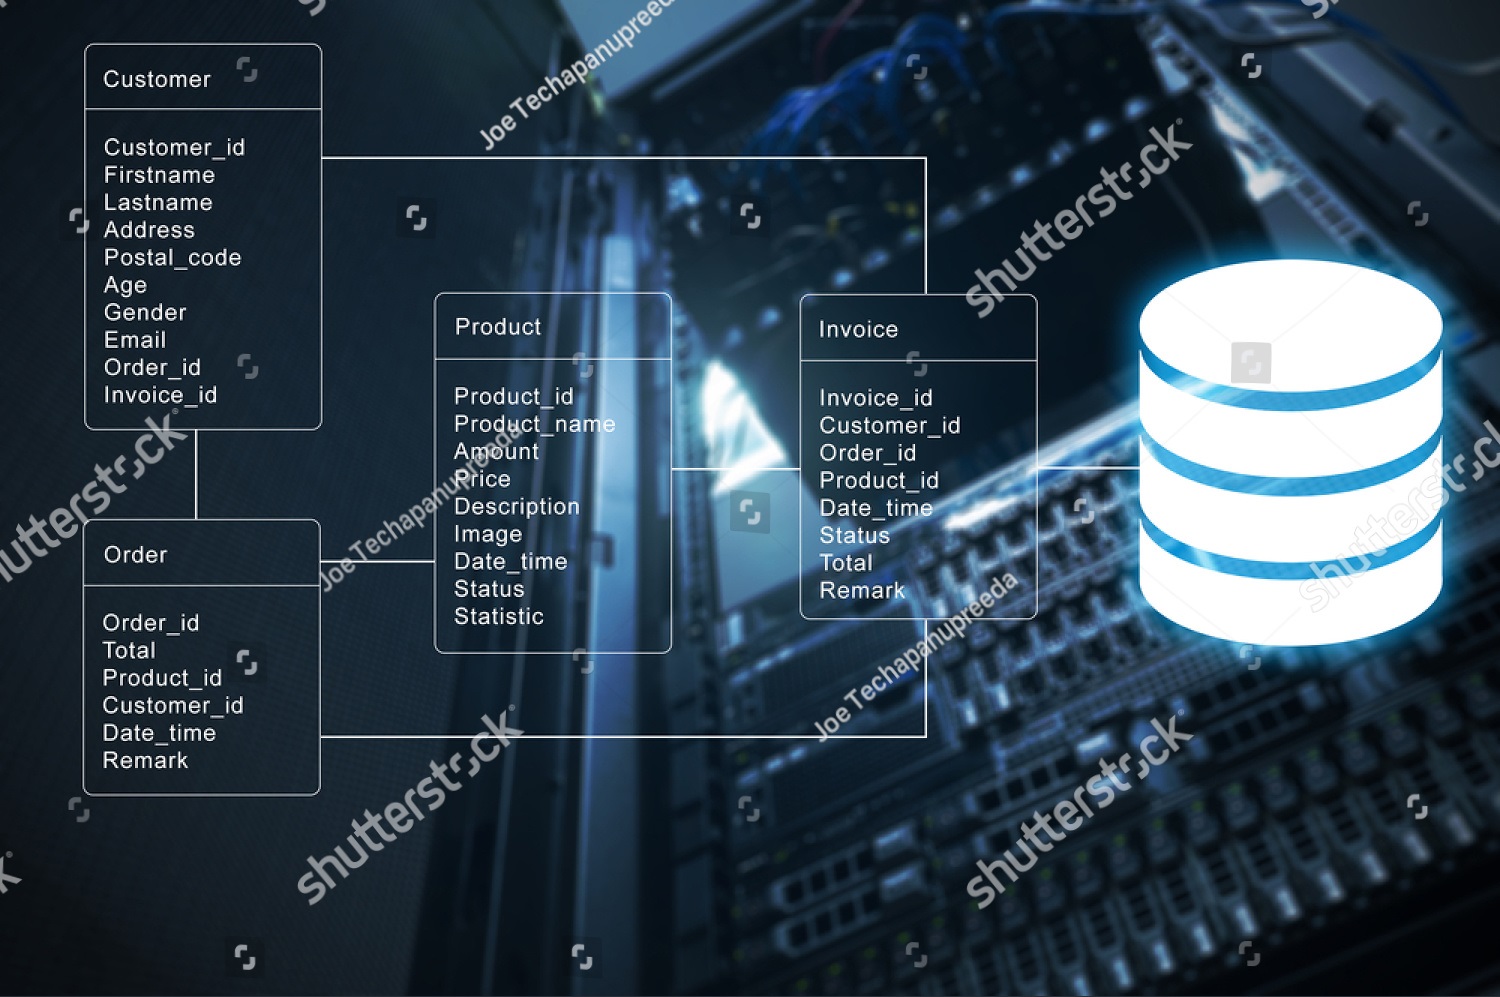 Customer
Customer_id
Firstname
Lastname
Address
Postal_code
Age
Gender
Email
Order_id
Invoice_id
Order
Order_id
Total
Product_id
Customer_id
Date_time
Remark
Product
Product_id
Product_name
Amount
Price
Description
Image
Date_time
Status
Statistic
Invoice
Invoice_id
Customer_id
Order_id
Product_id
Date_time
Status
Total
Remark
Joe Techapanupreeda
shutterstock
shutterstock
Joe Techapanupreeda
shutterstock
shutterstock
Joe Techapanupreeda
shutterstock